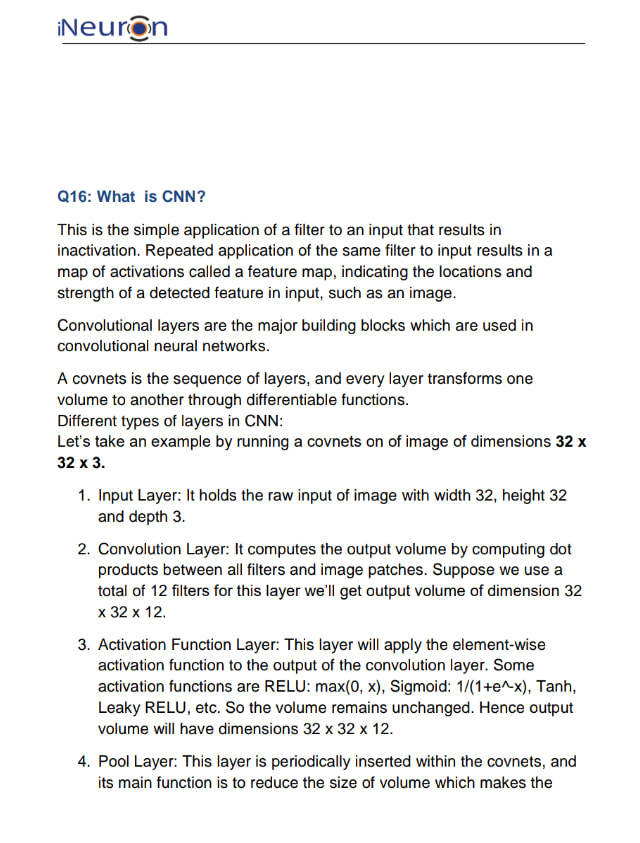 iNeuron
Q16: What is CNN?
This is the simple application of a filter to an input that results in
inactivation. Repeated application of the same filter to input results in a
map of activations called a feature map, indicating the locations and
strength of a detected feature in input, such as an image.
Convolutional layers are the major building blocks which are used in
convolutional neural networks.
A covnets is the sequence of layers, and every layer transforms one
volume to another through differentiable functions.
Different types of layers in CNN:
Let's take an example by running a covnets on of image of dimensions 32 x
32 x 3.
1. Input Layer: It holds the raw input of image with width 32, height 32
and depth 3.
2. Convolution Layer: It computes the output volume by computing dot
products between all filters and image patches. Suppose we use a
total of 12 filters for this layer we'll get output volume of dimension 32
x 32 x 12.
3. Activation Function Layer: This layer will apply the element-wise
activation function to the output of the convolution layer. Some
activation functions are RELU: max(0, x), Sigmoid: 1/(1+e^-x), Tanh,
Leaky RELU, etc. So the volume remains unchanged. Hence output
volume will have dimensions 32 x 32 x 12.
4. Pool Layer: This layer is periodically inserted within the covnets, and
its main function is to reduce the size of volume which makes the